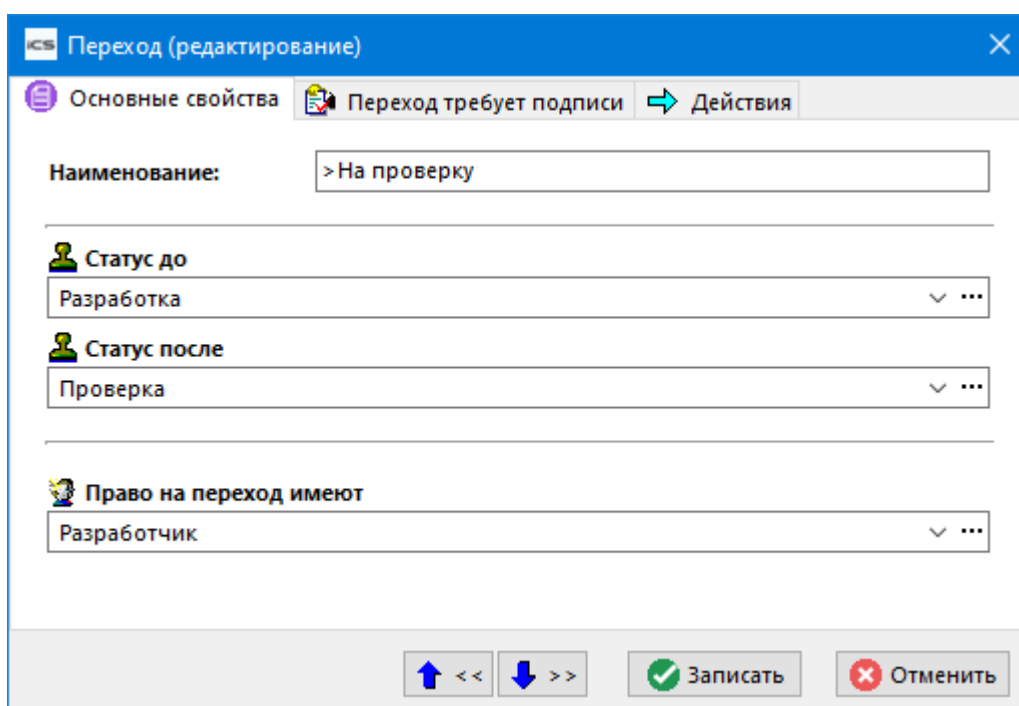 iCS Переход (редактирование)
Основные свойства Переход требует подписи Действия
Наименование: >На проверку
Статус до
Разработка
Статус после
Проверка
Право на переход имеют
Разработчик
<< >> Записать Отменить